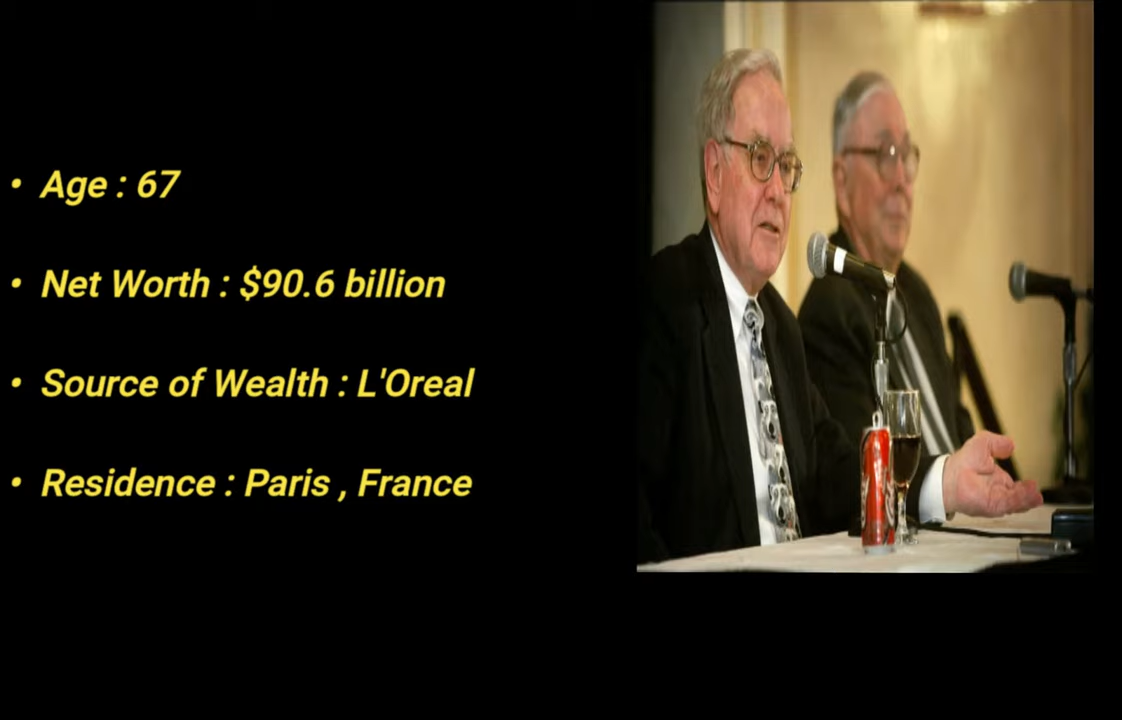 • Age : 67
• Net Worth : $90.6 billion
• Source of Wealth : L'Oreal
• Residence : Paris , France